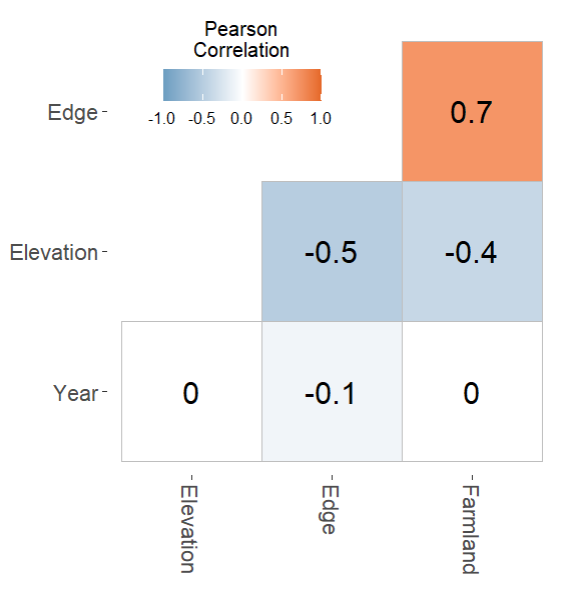 Pearson
Correlation
-1.0 -0.5 0.0 0.5 1.0
Edge 0.7
Elevation -0.5 -0.4
Year 0 -0.1 0
Elevation Edge Farmland